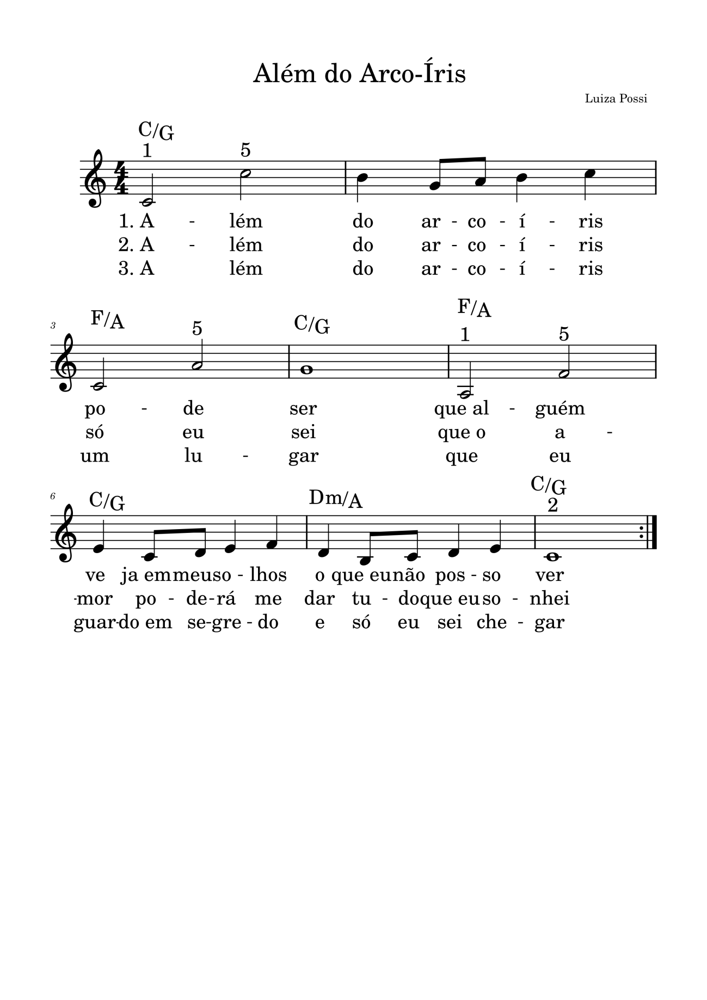 Além do Arco-Íris
Luiza Possi
C/G
1 5
4
4
1. A - lém do ar - co - í - ris
2. A - lém do ar - co - í - ris
3. A lém do ar - co - í - ris
F/A C/G F/A
3 5 1 5
po - de ser que al - guém
só eu sei que o a -
um lu - gar que eu
C/G Dm/A C/G
6 2
ve ja em meus o - lhos o que eu não pos - so ver
-mor po - de - rá me dar tu - do que eu so - nhei
guar - do em se - gre - do e só eu sei che - gar